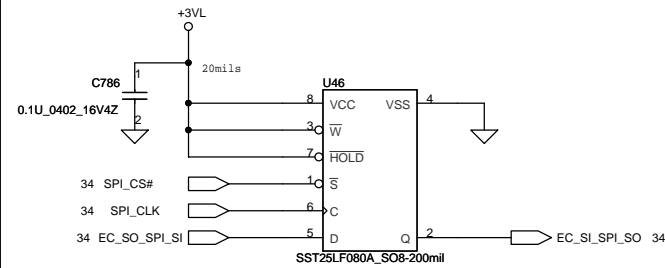 +3VL
20mils
C786
1
0.1U_0402_16V4Z
2
U46
8 VCC VSS 4
3 W
7 HOLD
34 SPI_CS# 1 S
34 SPI_CLK 6 C
34 EC_SO_SPI_SI 5 D Q 2 EC_SI_SPI_SO 34
SST25LF080A_SO8-200mil